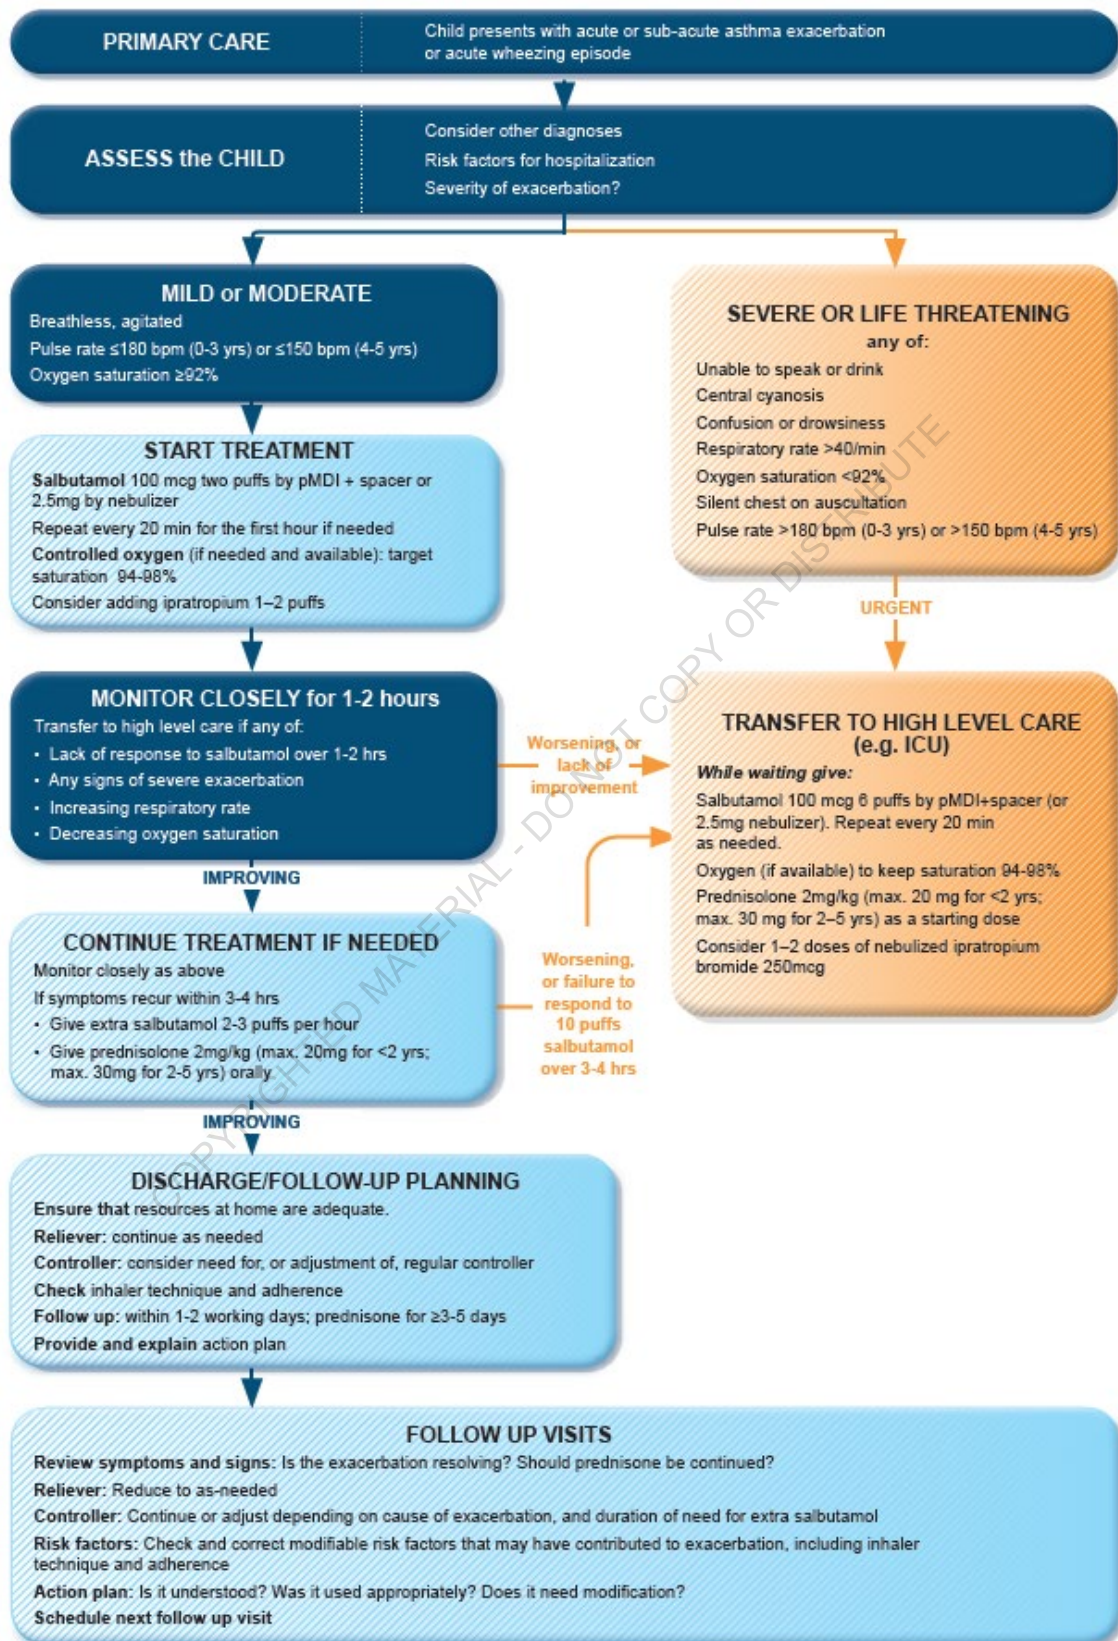 PRIMARY CARE
Child presents with acute or sub-acute asthma exacerbation
or acute wheezing episode
ASSESS the CHILD
Consider other diagnoses
Risk factors for hospitalization
Severity of exacerbation?
MILD or MODERATE
Breathless, agitated
Pulse rate ≤180 bpm (0-3 yrs) or ≤150 bpm (4-5 yrs)
Oxygen saturation ≥92%
SEVERE OR LIFE THREATENING
any of:
Unable to speak or drink
Central cyanosis
Confusion or drowsiness
Respiratory rate >40/min
Oxygen saturation <92%
Silent chest on auscultation
Pulse rate >180 bpm (0-3 yrs) or >150 bpm (4-5 yrs)
START TREATMENT
Salbutamol 100 mcg two puffs by pMDI + spacer or
2.5mg by nebulizer
Repeat every 20 min for the first hour if needed
Controlled oxygen (if needed and available): target
saturation 94-98%
Consider adding ipratropium 1–2 puffs
URGENT
MONITOR CLOSELY for 1-2 hours
Transfer to high level care if any of:
• Lack of response to salbutamol over 1-2 hrs
• Any signs of severe exacerbation
• Increasing respiratory rate
• Decreasing oxygen saturation
Worsening, or
lack of
improvement
TRANSFER TO HIGH LEVEL CARE
(e.g. ICU)
While waiting give:
Salbutamol 100 mcg 6 puffs by pMDI+spacer (or
2.5mg nebulizer). Repeat every 20 min
as needed.
Oxygen (if available) to keep saturation 94-98%
Prednisolone 2mg/kg (max. 20 mg for <2 yrs;
max. 30 mg for 2–5 yrs) as a starting dose
Consider 1–2 doses of nebulized ipratropium
bromide 250mcg
IMPROVING
CONTINUE TREATMENT IF NEEDED
Monitor closely as above
If symptoms recur within 3-4 hrs
• Give extra salbutamol 2-3 puffs per hour
• Give prednisolone 2mg/kg (max. 20mg for <2 yrs;
max. 30mg for 2-5 yrs) orally
Worsening,
or failure to
respond to
10 puffs
salbutamol
over 3-4 hrs
IMPROVING
DISCHARGE/FOLLOW-UP PLANNING
Ensure that resources at home are adequate.
Reliever: continue as needed
Controller: consider need for, or adjustment of, regular controller
Check inhaler technique and adherence
Follow up: within 1-2 working days; prednisone for ≥3-5 days
Provide and explain action plan
FOLLOW UP VISITS
Review symptoms and signs: Is the exacerbation resolving? Should prednisone be continued?
Reliever: Reduce to as-needed
Controller: Continue or adjust depending on cause of exacerbation, and duration of need for extra salbutamol
Risk factors: Check and correct modifiable risk factors that may have contributed to exacerbation, including inhaler
technique and adherence
Action plan: Is it understood? Was it used appropriately? Does it need modification?
Schedule next follow up visit
COPYRIGHTED MATERIAL - DO NOT COPY OR DISTRIBUTE